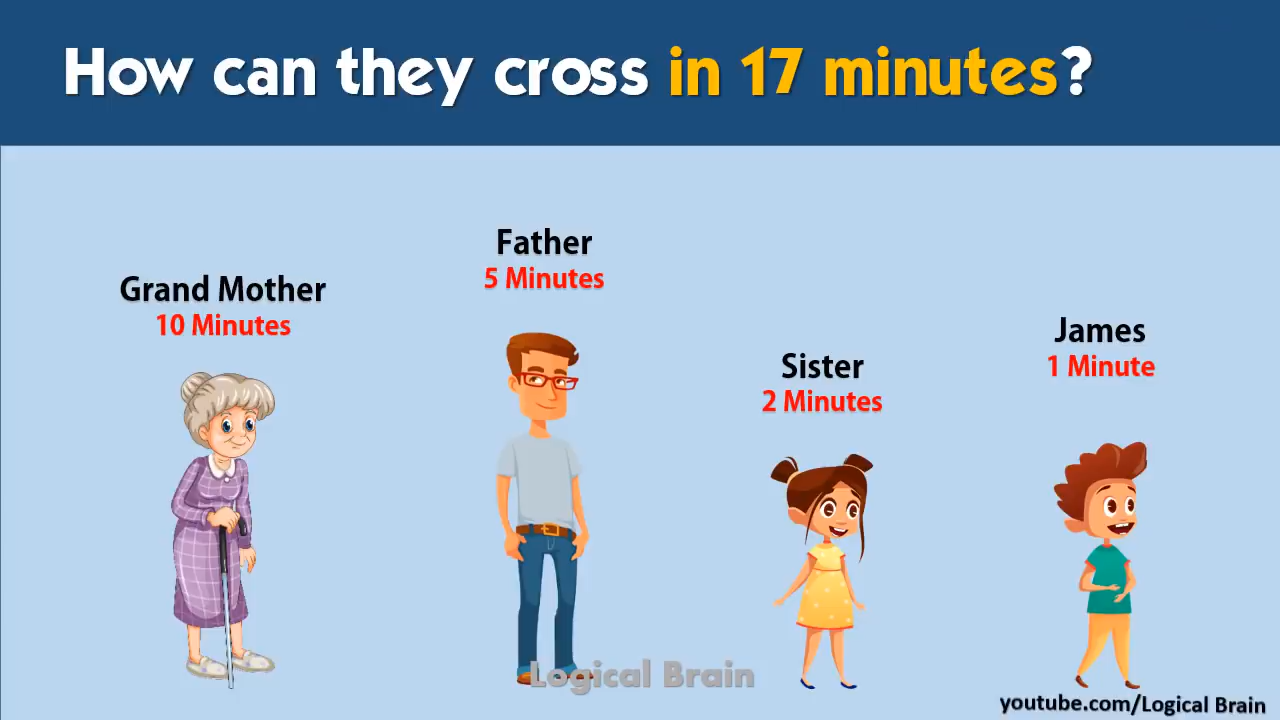 How can they cross in 17 minutes?
Grand Mother
10 Minutes
Father
5 Minutes
Sister
2 Minutes
James
1 Minute
Logical Brain
youtube.com/Logical Brain